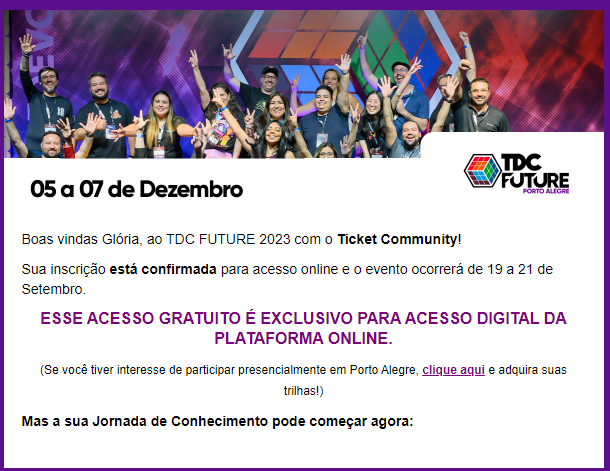 05 a 07 de Dezembro
TDC
FUTURE
PORTO ALEGRE
Boas vindas Glória, ao TDC FUTURE 2023 com o Ticket Community!
Sua inscrição está confirmada para acesso online e o evento ocorrerá de 19 a 21 de
Setembro.
ESSE ACESSO GRATUITO É EXCLUSIVO PARA ACESSO DIGITAL DA
PLATAFORMA ONLINE.
(Se você tiver interesse de participar presencialmente em Porto Alegre, clique aqui e adquira suas
trilhas!)
Mas a sua Jornada de Conhecimento pode começar agora: